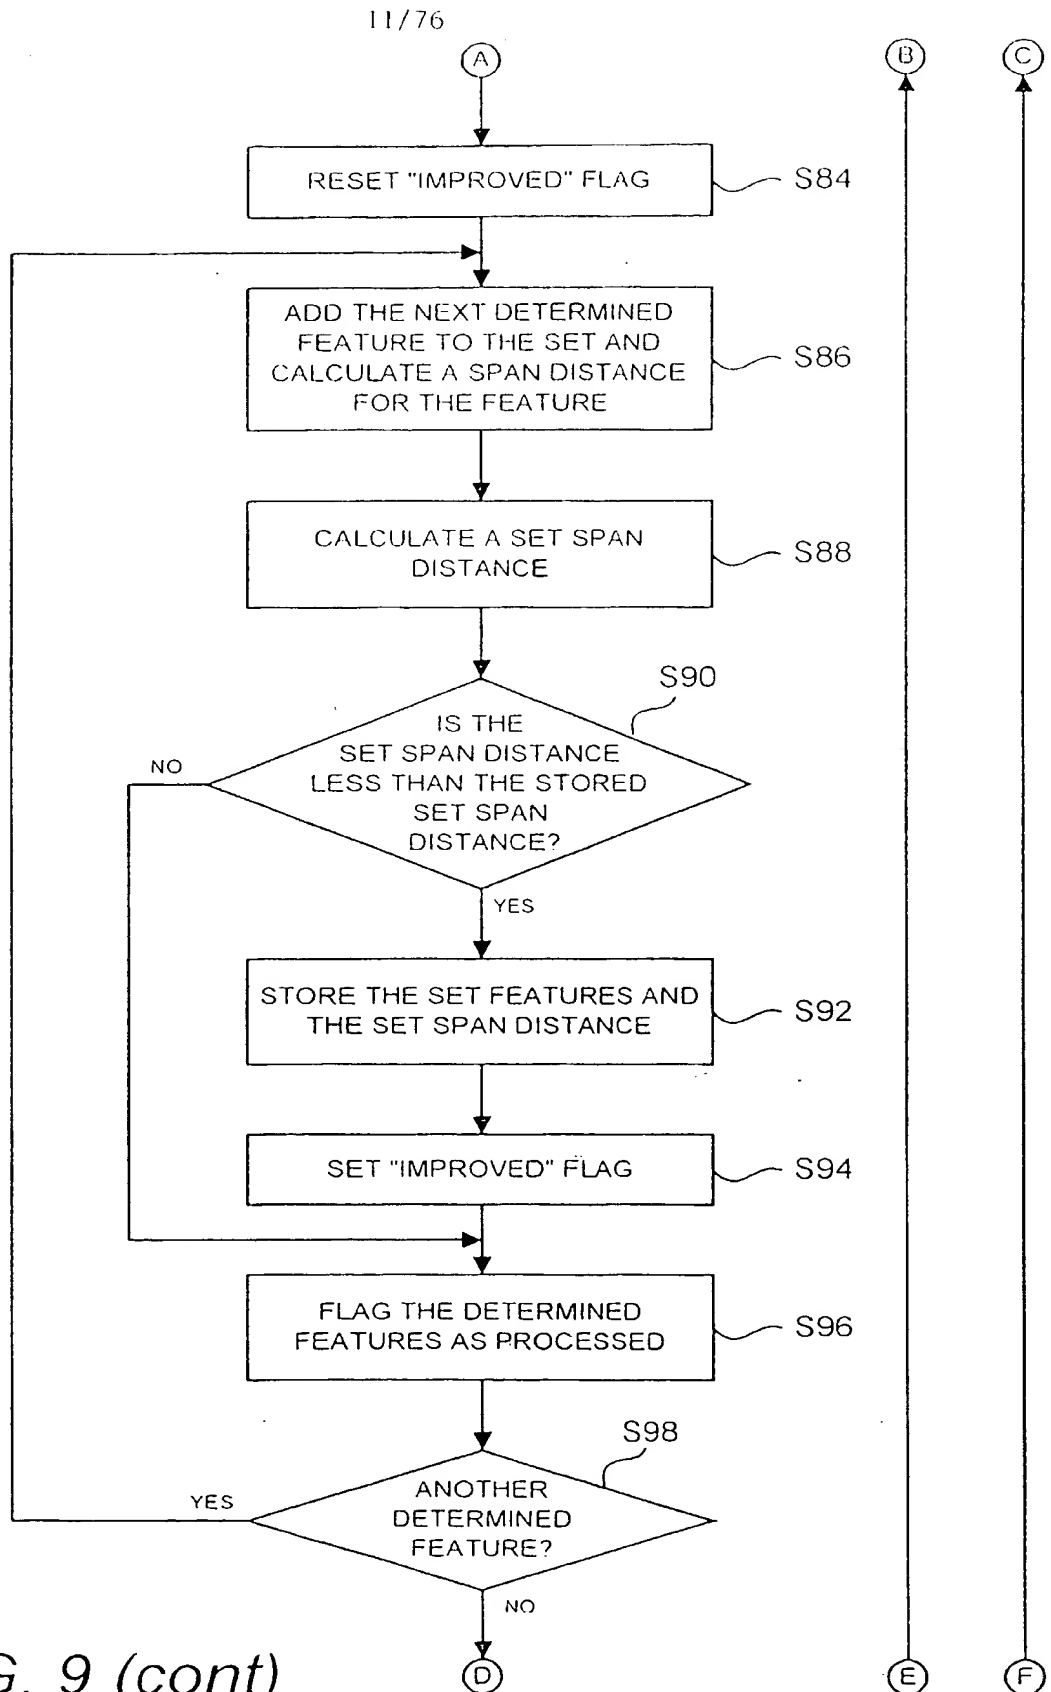 11/76
A
B
C
RESET "IMPROVED" FLAG
S84
ADD THE NEXT DETERMINED
FEATURE TO THE SET AND
CALCULATE A SPAN DISTANCE
FOR THE FEATURE
S86
CALCULATE A SET SPAN
DISTANCE
S88
S90
IS THE
SET SPAN DISTANCE
LESS THAN THE STORED
SET SPAN
DISTANCE?
NO
YES
STORE THE SET FEATURES AND
THE SET SPAN DISTANCE
S92
SET "IMPROVED" FLAG
S94
FLAG THE DETERMINED
FEATURES AS PROCESSED
S96
S98
ANOTHER
DETERMINED
FEATURE?
YES
NO
G. 9 (cont)
D
E
F